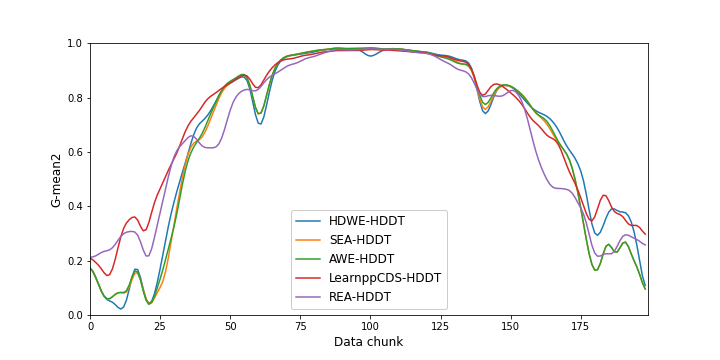 1.0
0.8
0.6
0.4
0.2
0.0
G-mean2
HDWE-HDDT
SEA-HDDT
AWE-HDDT
LearnppCDS-HDDT
REA-HDDT
0 25 50 75 100 125 150 175
Data chunk